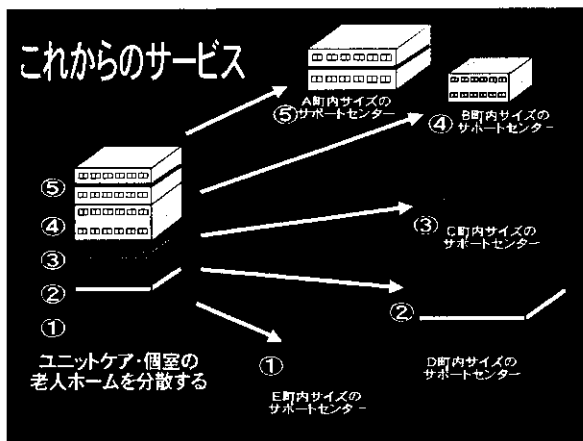 これからのサービス
A町内サイズの
⑤サポートセンター
④ B町内サイズの
サポートセンター
⑤
④
③
②
①
③ C町内サイズの
サポートセンター
②
D町内サイズの
サポートセンター
①
E町内サイズの
サポートセンター
ユニットケア・個室の
老人ホームを分散する